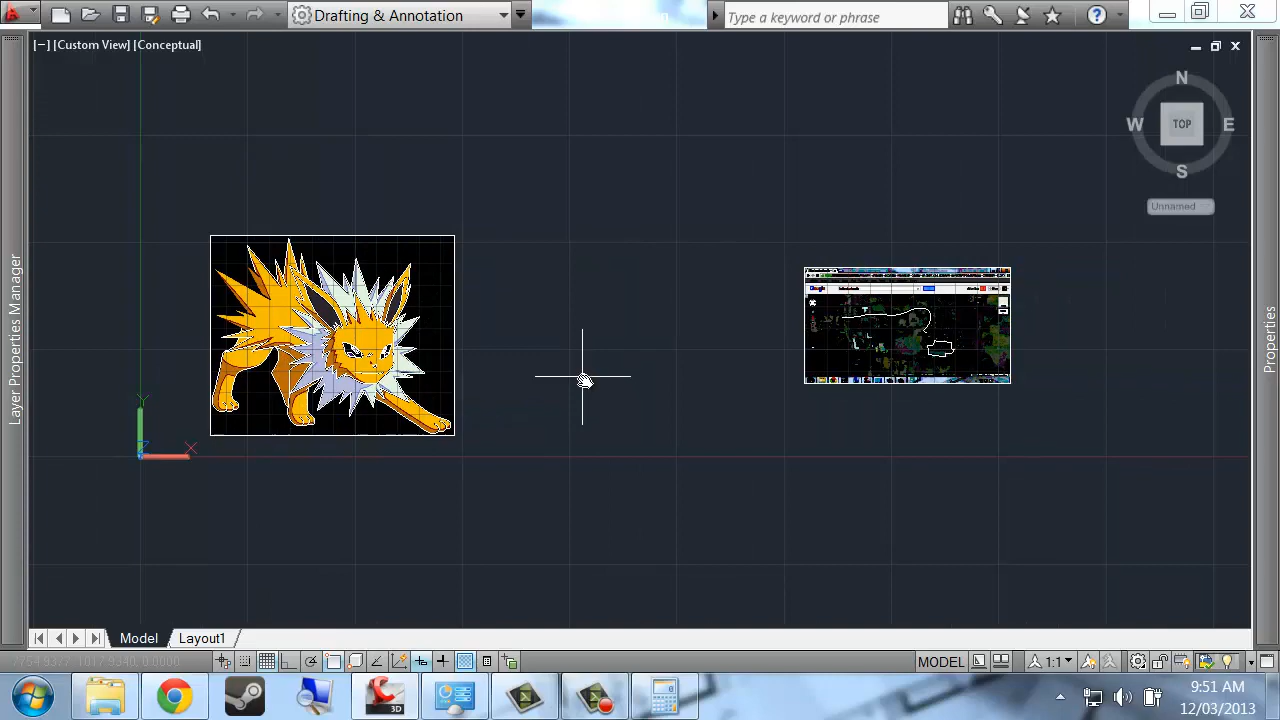 Drafting & Annotation
Type a keyword or phrase
[−] [Custom View] [Conceptual]
N
W
TOP
E
S
Unnamed
Layer Properties Manager
Properties
Y
X
Model
Layout1
MODEL
1:1
3D
9:51 AM
12/03/2013